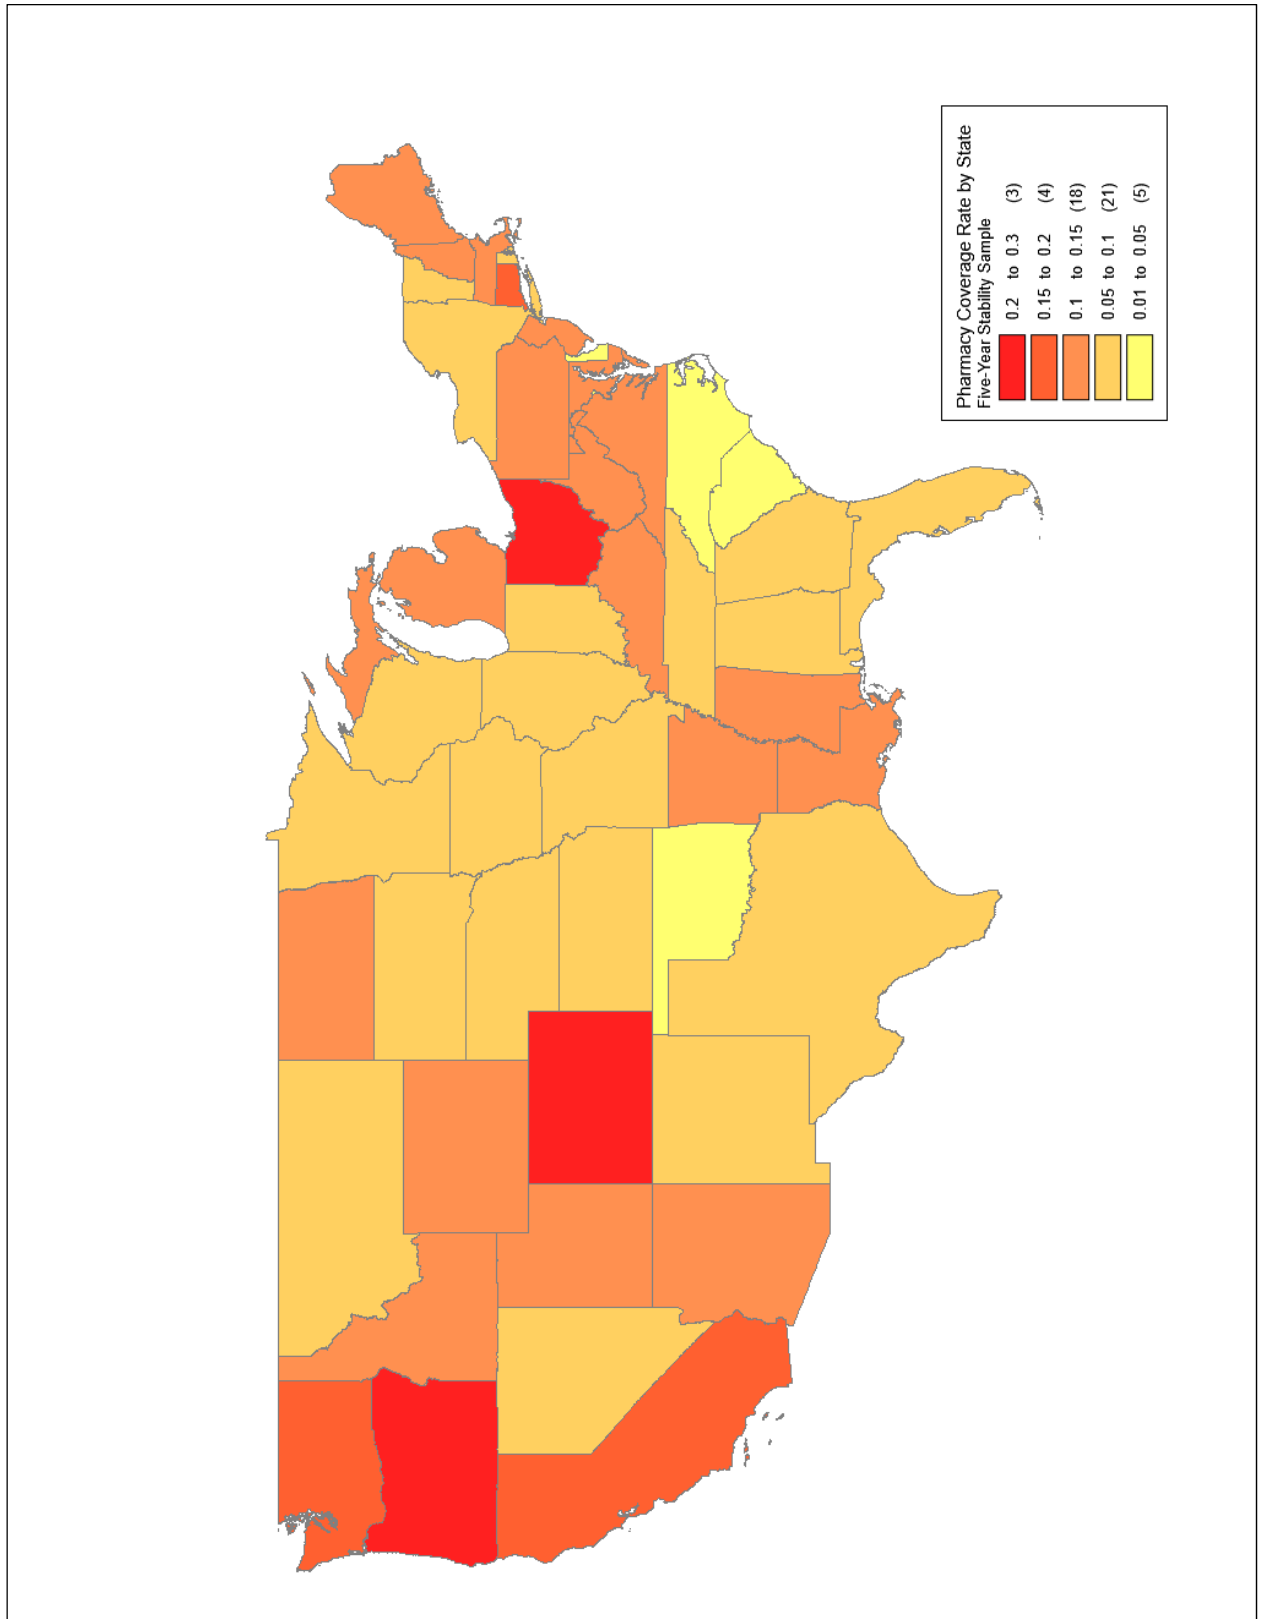 Pharmacy Coverage Rate by State
Five-Year Stability Sample
0.2 to 0.3 (3)
0.15 to 0.2 (4)
0.1 to 0.15 (18)
0.05 to 0.1 (21)
0.01 to 0.05 (5)